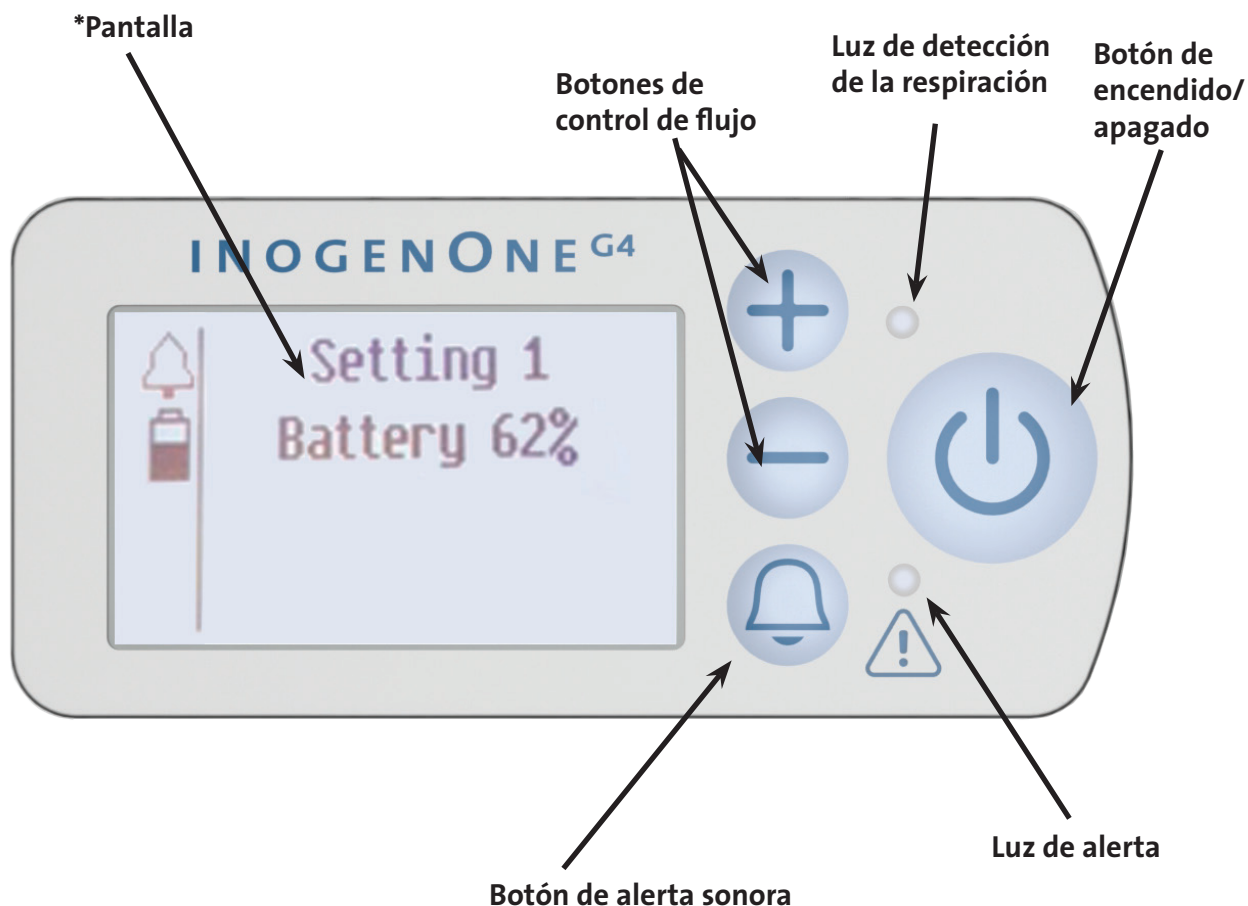 *Pantalla
Botones de
control de flujo
Luz de detección
de la respiración
Botón de
encendido/
apagado
INOGENONE G4
Setting 1
Battery 62%
Luz de alerta
Botón de alerta sonora